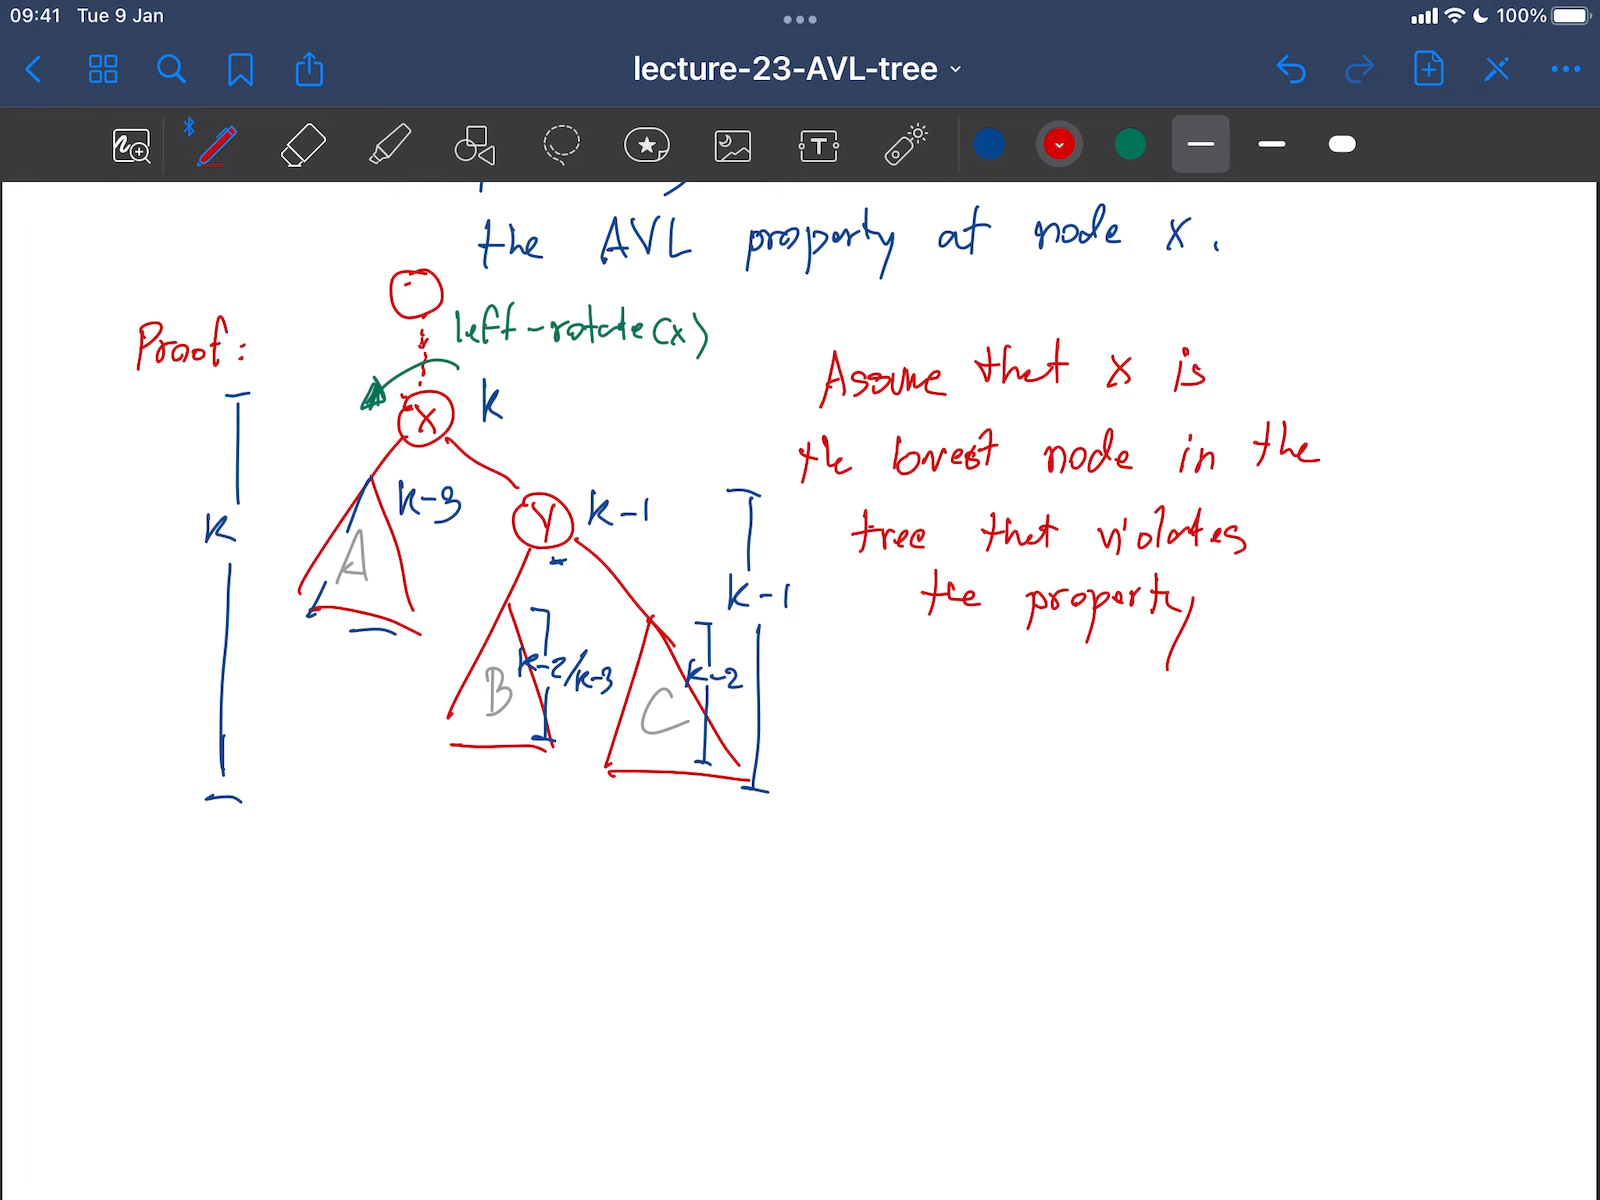 09:41 Tue 9 Jan
100%
lecture-23-AVL-tree
T
the AVL property at node x.
Proof:
left-rotate(x)
Assume that x is
the lowest node in the
tree that violates
the property
X
k
k-3
k
A
Y
k-1
k-1
B
k-2/k-3
C
k-2